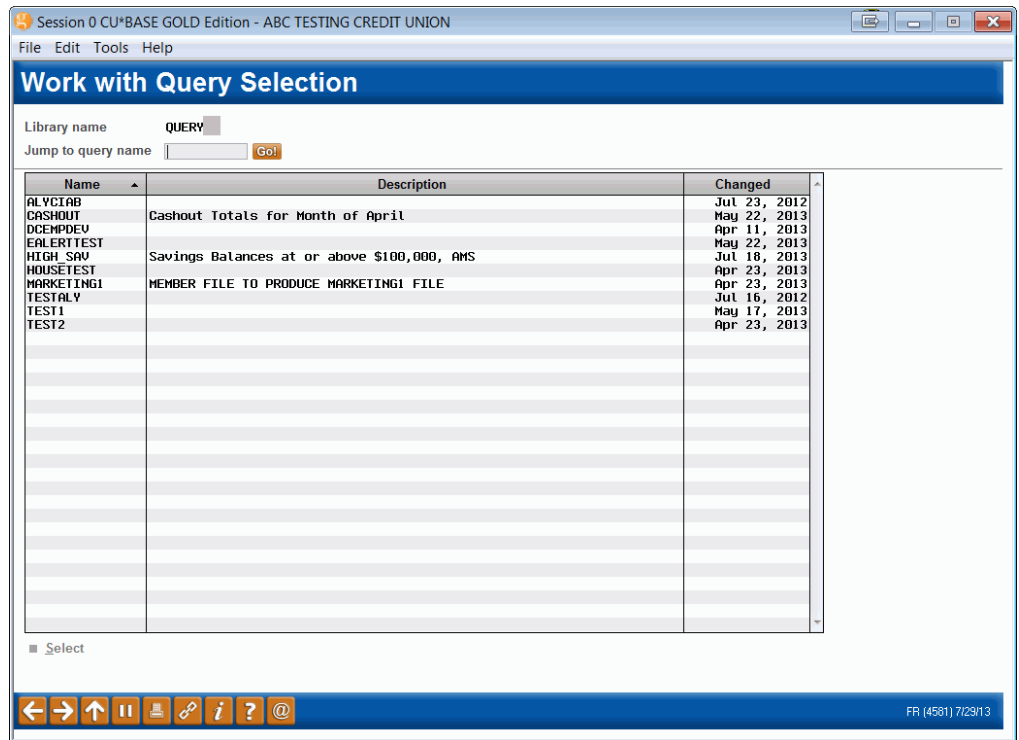 Session 0 CU*BASE GOLD Edition - ABC TESTING CREDIT UNION
File Edit Tools Help
Work with Query Selection
Library name QUERY
Jump to query name Go!
Name Description Changed
ALYCIAB Jul 23, 2012
CASHOUT Cashout Totals for Month of April May 22, 2013
DCEMPDEV Apr 11, 2013
EALERTTEST May 22, 2013
HIGH_SAV Savings Balances at or above $100,000, AMS Jul 18, 2013
HOUSETEST Apr 23, 2013
MARKETING1 MEMBER FILE TO PRODUCE MARKETING1 FILE Apr 23, 2013
TESTALY Jul 16, 2012
TEST1 May 17, 2013
TEST2 Apr 23, 2013
Select
i ? @
FR (4581) 7/29/13